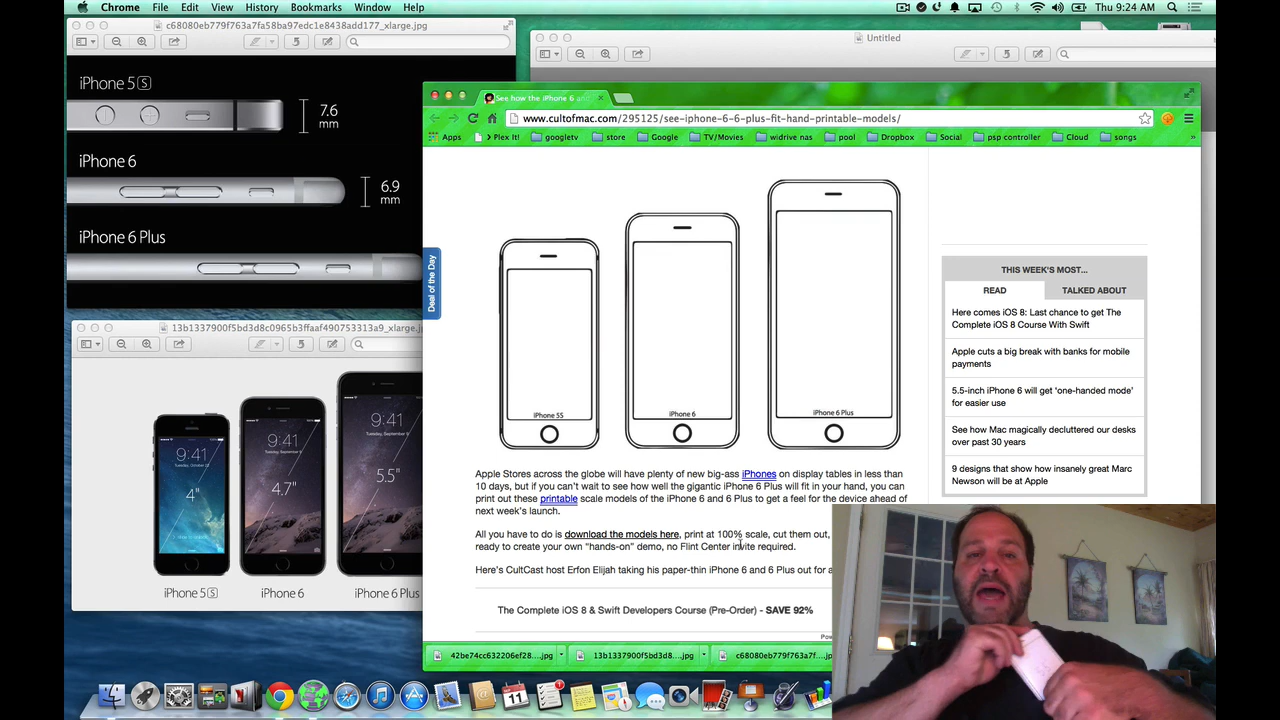 Chrome File Edit View History Bookmarks Window Help
Thu 9:24 AM
c68080eb779f763a7fa58ba97edc1e8438add177_xlarge.jpg
iPhone 5S
7.6
mm
iPhone 6
6.9
mm
iPhone 6 Plus
13b1337900f5bd3d8c0965b3ffaaf490753313a9_xlarge.jp
9:41
4"
9:41
4.7"
9:41
5.5"
iPhone 5S iPhone 6 iPhone 6 Plus
Untitled
See how the iPhone 6 and
www.cultofmac.com/295125/see-iphone-6-6-plus-fit-hand-printable-models/
Apps > Plex It! googletv store Google TV/Movies widrive nas pool Dropbox Social psp controller Cloud songs »
Deal of the Day
iPhone 5S iPhone 6 iPhone 6 Plus
Apple Stores across the globe will have plenty of new big-ass iPhones on display tables in less than
10 days, but if you can't wait to see how well the gigantic iPhone 6 Plus will fit in your hand, you can
print out these printable scale models of the iPhone 6 and 6 Plus to get a feel for the device ahead of
next week's launch.
All you have to do is download the models here, print at 100% scale, cut them out,
ready to create your own "hands-on" demo, no Flint Center invite required.
Here's CultCast host Erfon Elijah taking his paper-thin iPhone 6 and 6 Plus out for a
The Complete iOS 8 & Swift Developers Course (Pre-Order) - SAVE 92%
THIS WEEK'S MOST...
READ TALKED ABOUT
Here comes iOS 8: Last chance to get The
Complete iOS 8 Course With Swift
Apple cuts a big break with banks for mobile
payments
5.5-inch iPhone 6 will get 'one-handed mode'
for easier use
See how Mac magically decluttered our desks
over past 30 years
9 designs that show how insanely great Marc
Newson will be at Apple
42be74cc632206ef28....jpg 13b1337900f5bd3d8....jpg c68080eb779f763a7f....